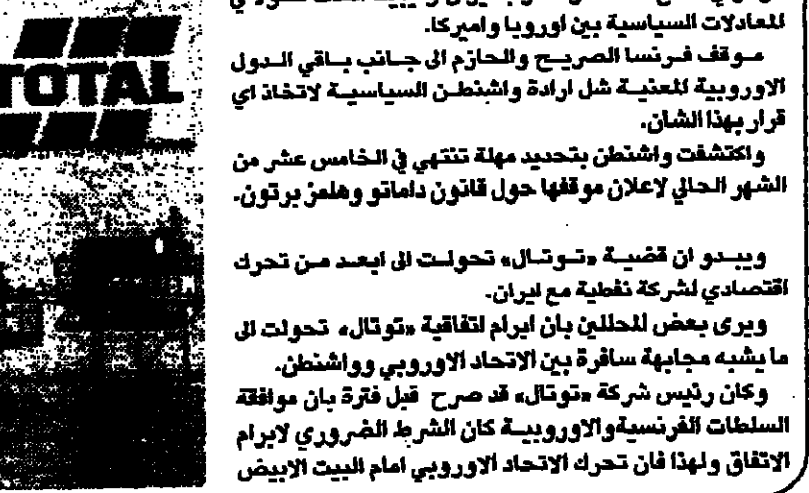 للمعادلات السياسية بين اوروبا واميركا.
موقف فرنسا الصريح والحازم الى جانب باقي الدول
الاوروبية المعنية شل ارادة واشنطن السياسية لاتخاذ اي
قرار بهذا الشأن.
واكتشفت واشنطن بتحديد مهلة تنتهي في الخامس عشر من
الشهر الحالي لاعلان موقفها حول قانون داماتو وهلمز برتون.
ويبدو ان قضية «توتال» تحولت الى ابعد من تحرك
اقتصادي لشركة نفطية مع ايران.
ويرى بعض المحللين بان ابرام اتفاقية «توتال» تحولت الى
ما يشبه مجابهة سافرة بين الاتحاد الاوروبي وواشنطن.
وكان رئيس شركة «توتال» قد صرح قبل فترة بان موافقة
السلطات الفرنسية والاوروبية كان الشرط الضروري لابرام
الاتفاق ولهذا فان تحرك الاتحاد الاوروبي امام البيت الابيض
TOTAL